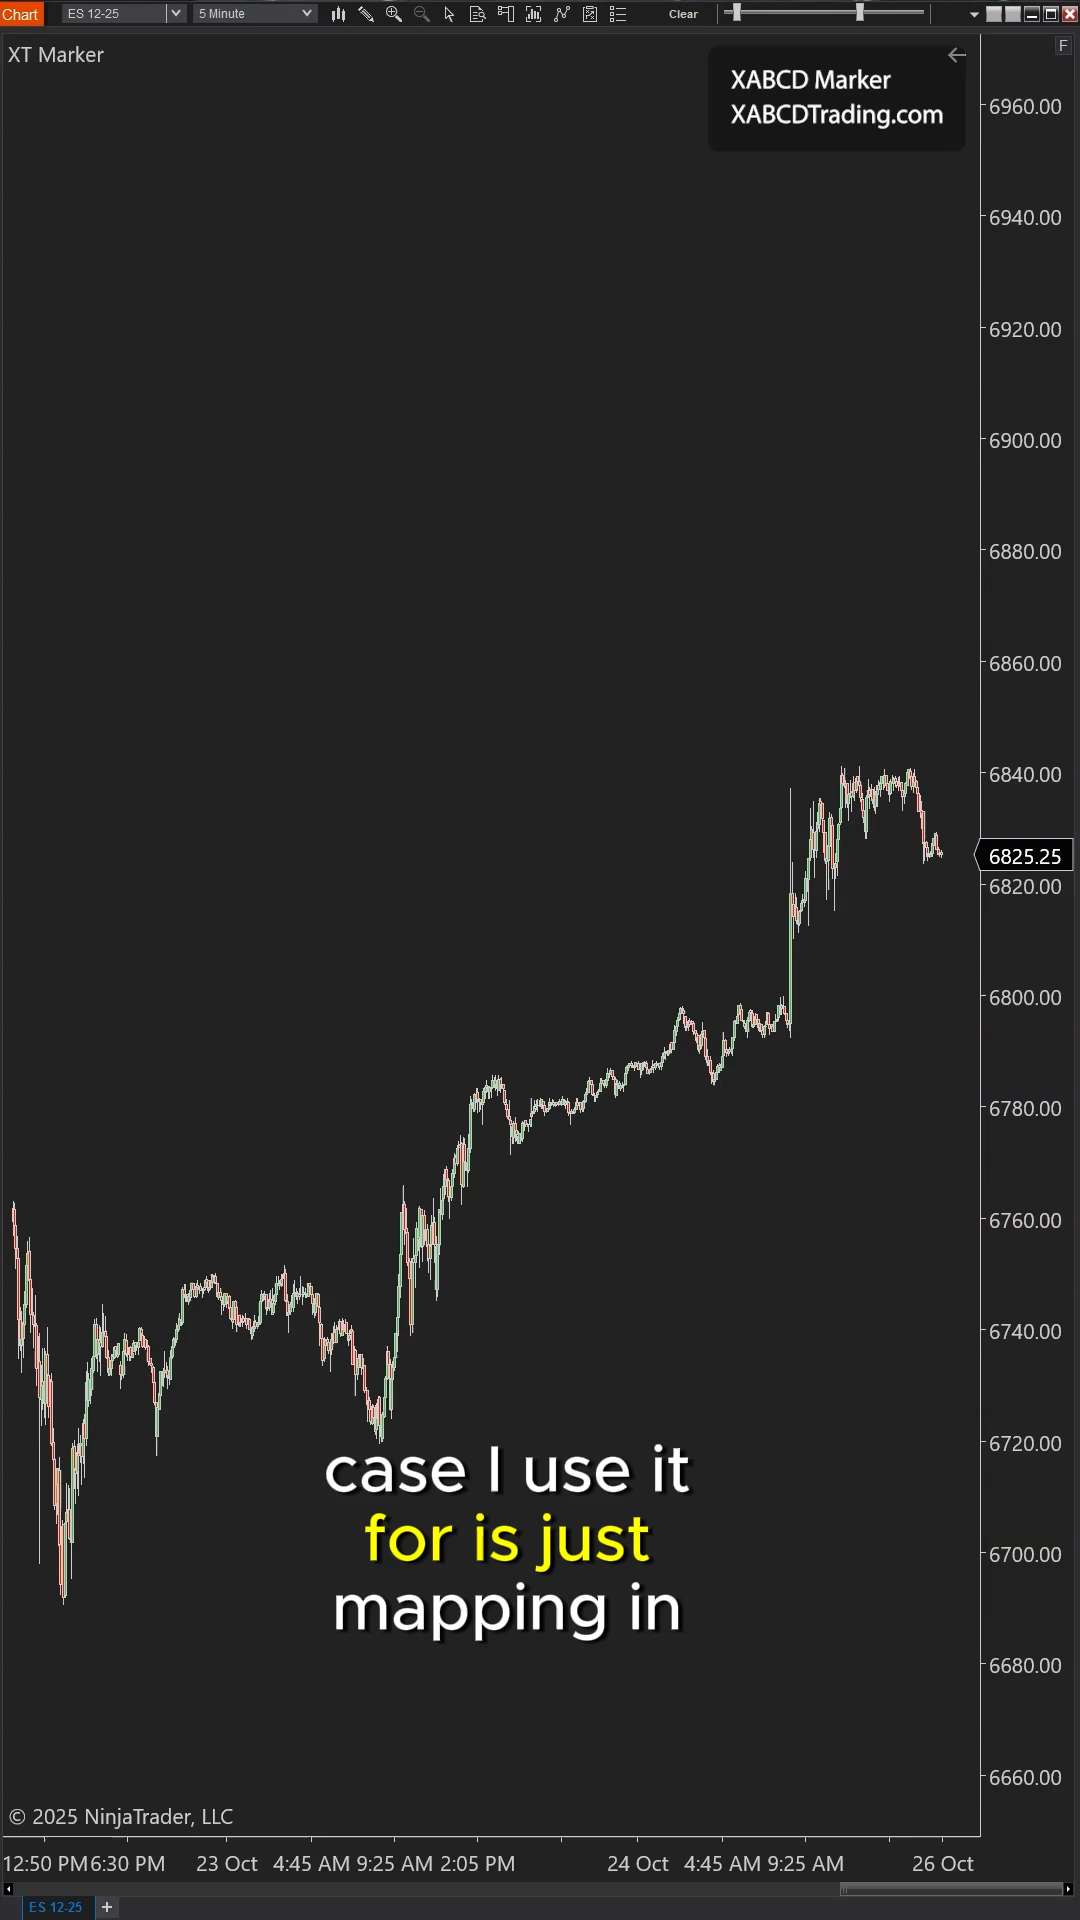 Chart ES 12-25 5 Minute Clear
XT Marker
F
XABCD Marker
XABCDTrading.com
6960.00
6940.00
6920.00
6900.00
6880.00
6860.00
6840.00
6825.25
6820.00
6800.00
6780.00
6760.00
6740.00
6720.00
case I use it
for is just
mapping in
6700.00
6680.00
6660.00
© 2025 NinjaTrader, LLC
12:50 PM 6:30 PM 23 Oct 4:45 AM 9:25 AM 2:05 PM 24 Oct 4:45 AM 9:25 AM 26 Oct
ES 12-25 +